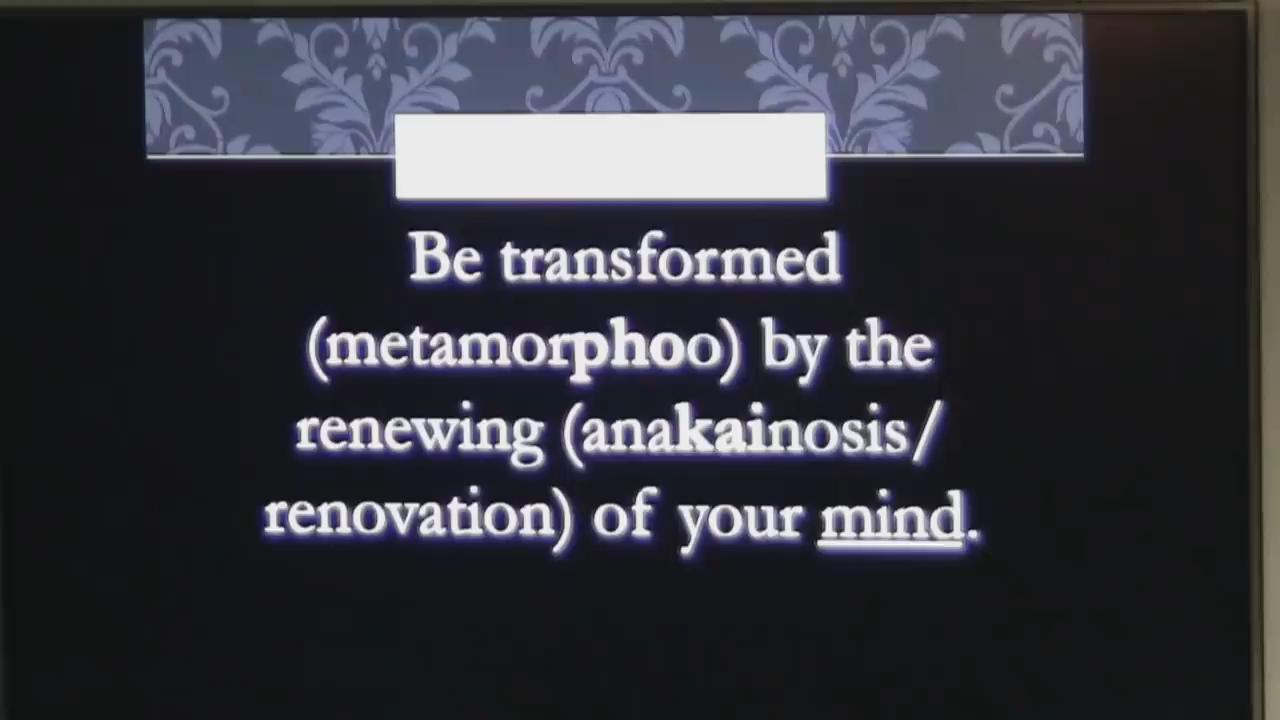 Be transformed
(metamorphoo) by the
renewing (anakainosis/
renovation) of your mind.